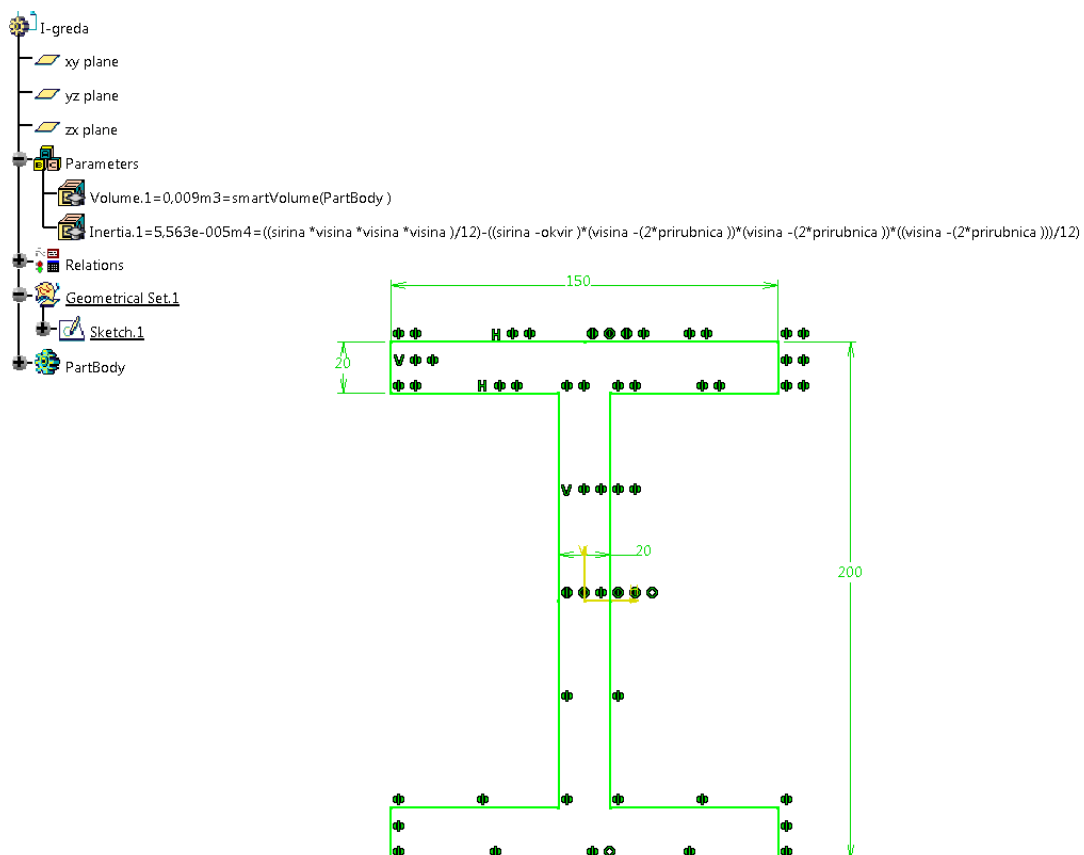 I-greda
xy plane
yz plane
zx plane
Parameters
Volume.1=0,009m3=smartVolume(PartBody )
Inertia.1=5,563e-005m4=((sirina *visina *visina *visina )/12)-((sirina -okvir )*(visina -(2*prirubnica ))*(visina -(2*prirubnica ))*((visina -(2*prirubnica )))/12)
Relations
Geometrical Set.1
Sketch.1
PartBody
150
20
H
V
H
V
20
200